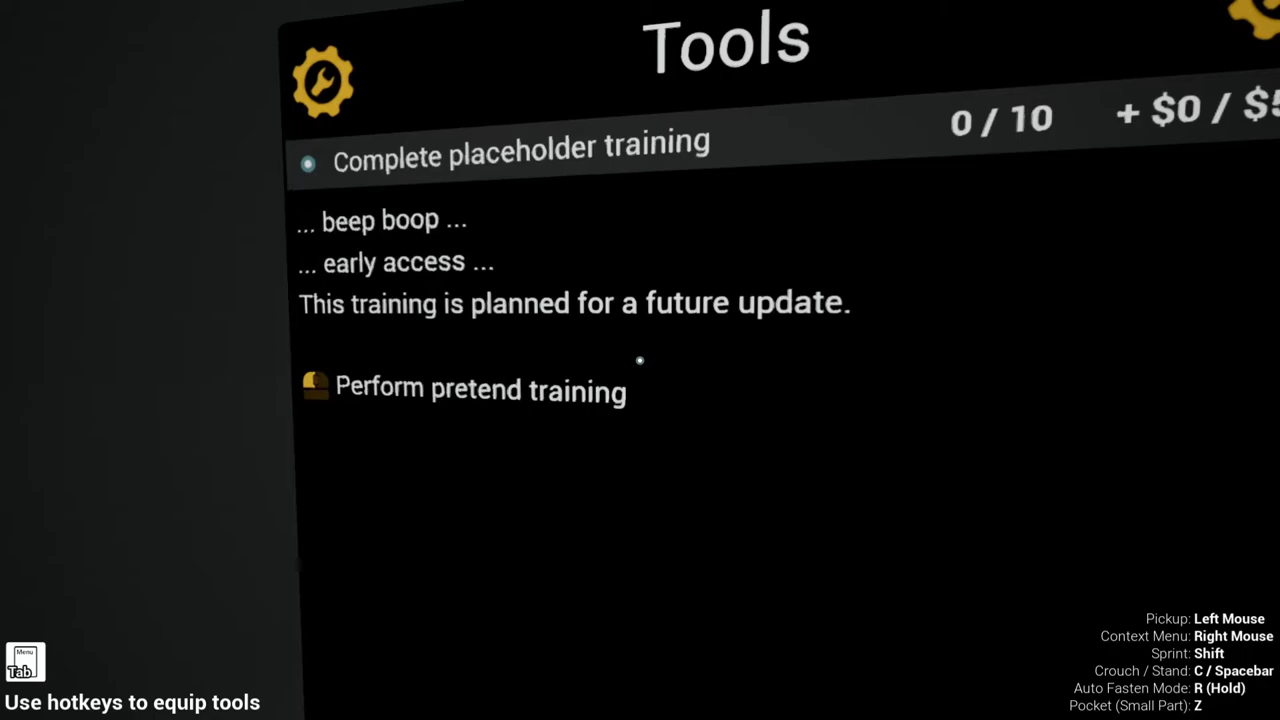 Tools
Complete placeholder training 0 / 10 + $0 /
... beep boop ...
... early access ...
This training is planned for a future update.
Perform pretend training
Pickup: Left Mouse
Context Menu: Right Mouse
Sprint: Shift
Crouch / Stand: C / Spacebar
Auto Fasten Mode: R (Hold)
Pocket (Small Part): Z
Menu
Tab
Use hotkeys to equip tools